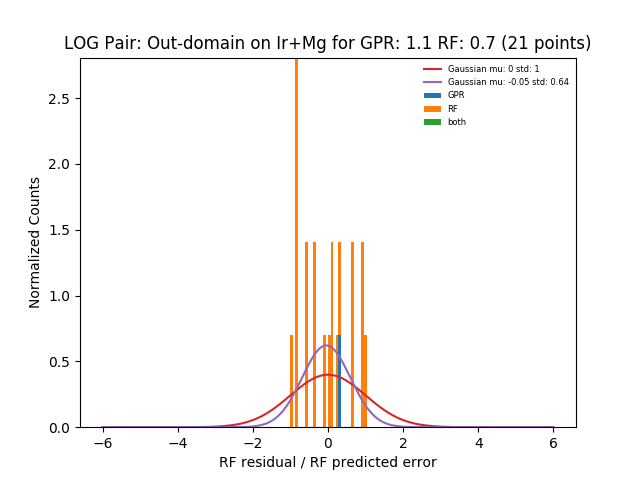 LOG Pair: Out-domain on Ir+Mg for GPR: 1.1 RF: 0.7 (21 points)
Gaussian mu: 0 std: 1
Gaussian mu: -0.05 std: 0.64
GPR
RF
both
Normalized Counts
2.5
2.0
1.5
1.0
0.5
0.0
−6 −4 −2 0 2 4 6
RF residual / RF predicted error